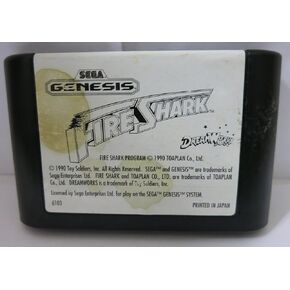 SEGA
GENESIS
FIRE SHARK
DREAMWORKS
FIRE SHARK PROGRAM © 1990 TOAPLAN Co., Ltd.
© 1990 Toy Soldiers, Inc. All Rights Reserved. SEGA™ and GENESIS™ are trademarks of
Sega Enterprises Ltd. FIRE SHARK AND TOAPLAN CO., LTD. are trademarks of TOAPLAN
Co., Ltd. DREAMWORKS is a trademark of Toy Soldiers, Inc.
Licensed by Sega Enterprises Ltd. for play on the SEGA™ GENESIS™ SYSTEM.
6103
PRINTED IN JAPAN